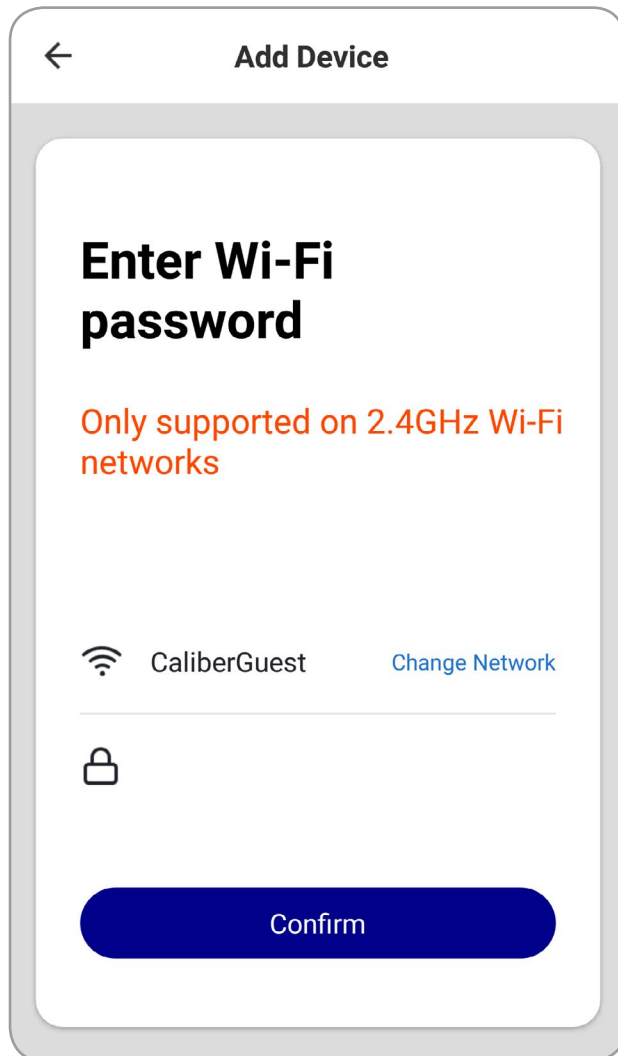 Add Device
Enter Wi-Fi
password
Only supported on 2.4GHz Wi-Fi
networks
CaliberGuest Change Network
Confirm